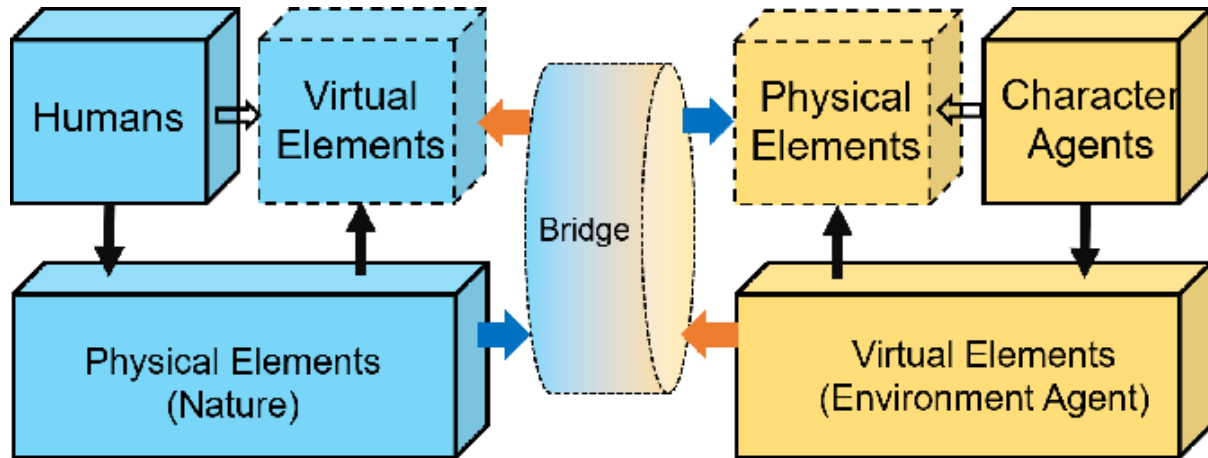 Humans
Virtual
Elements
Bridge
Physical
Elements
Character
Agents
Physical Elements
(Nature)
Virtual Elements
(Environment Agent)